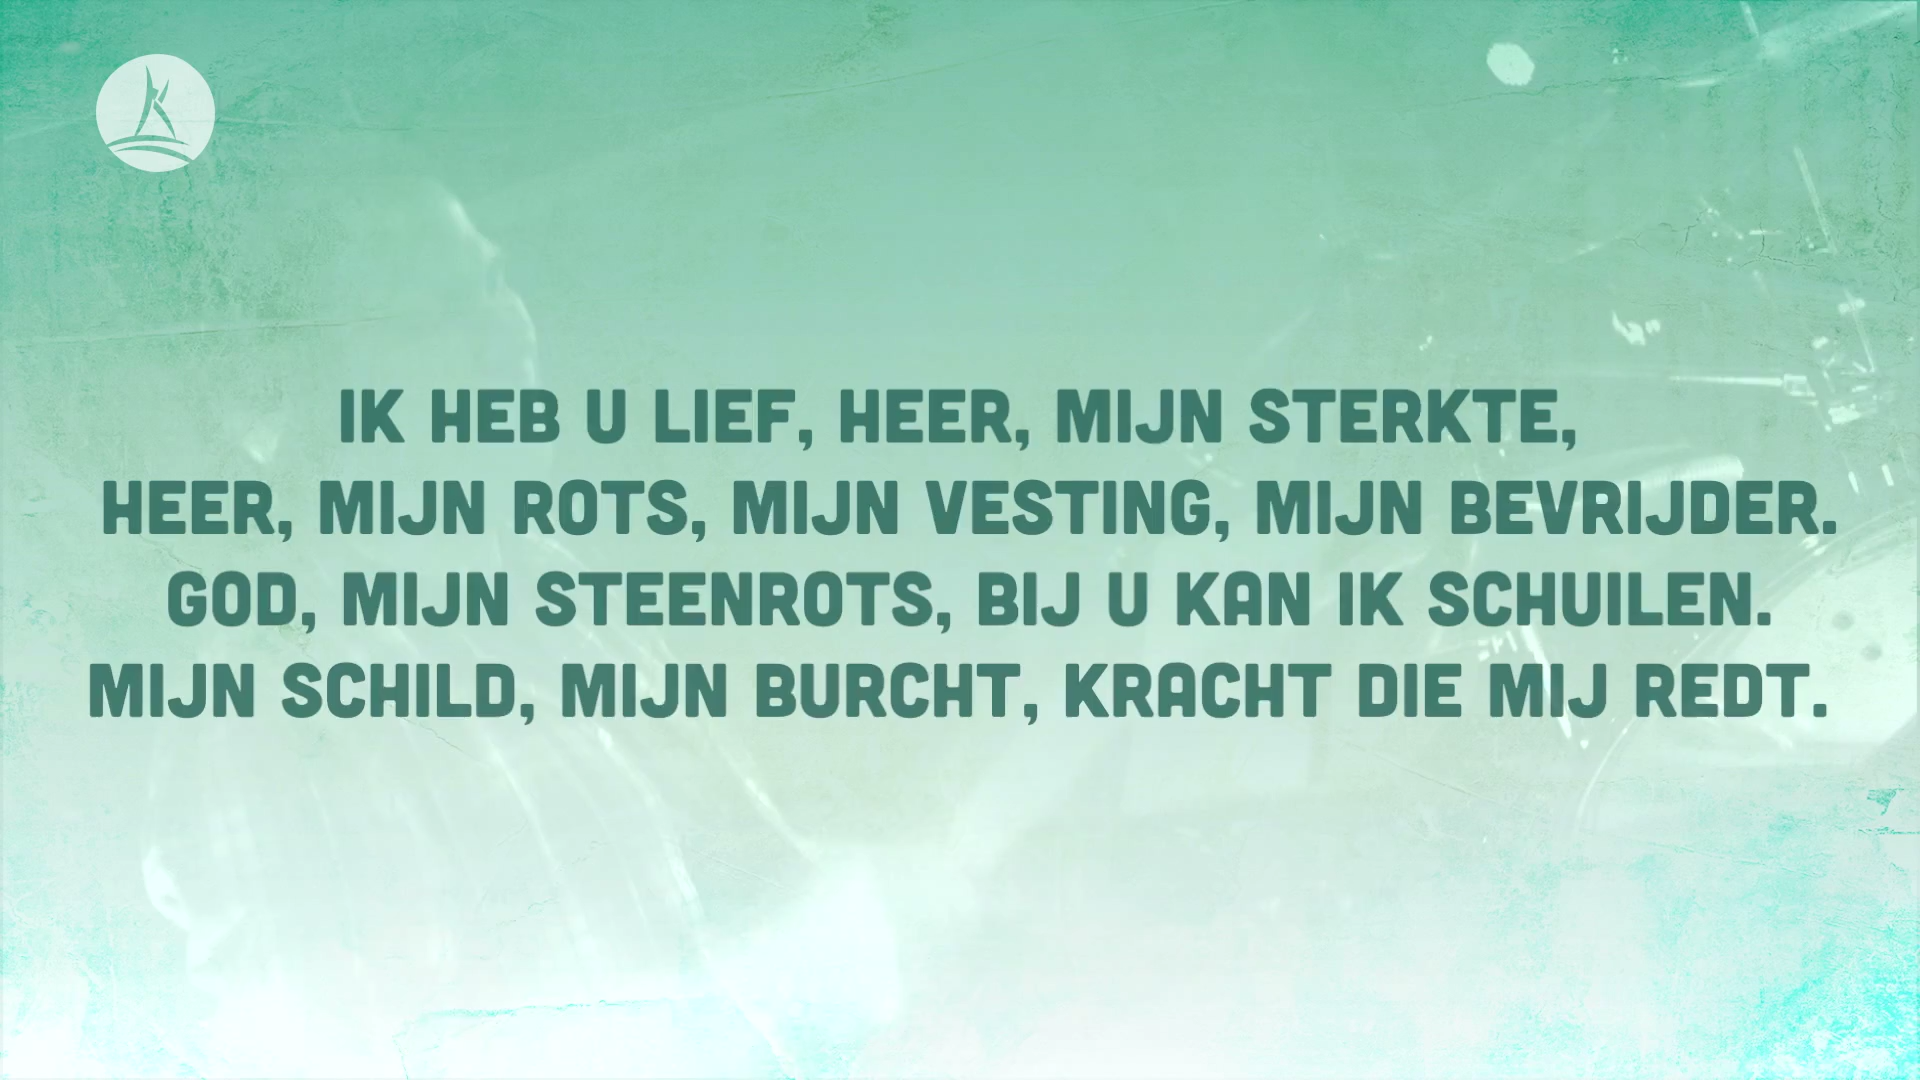 IK HEB U LIEF, HEER, MIJN STERKTE,
HEER, MIJN ROTS, MIJN VESTING, MIJN BEVRIJDER.
GOD, MIJN STEENROTS, BIJ U KAN IK SCHUILEN.
MIJN SCHILD, MIJN BURCHT, KRACHT DIE MIJ REDT.